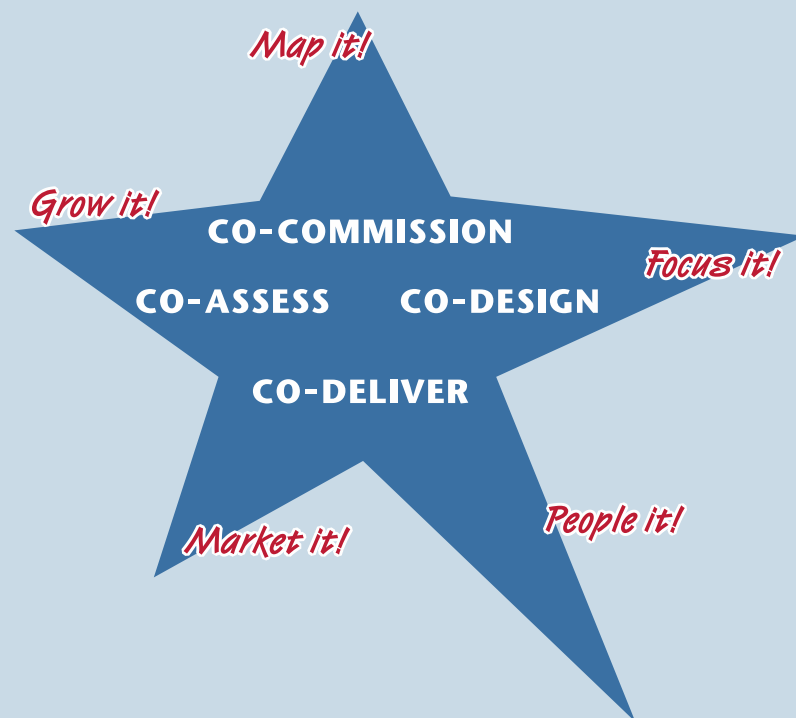 Map it!
Grow it!
CO-COMMISSION
Focus it!
CO-ASSESS CO-DESIGN
CO-DELIVER
People it!
Market it!